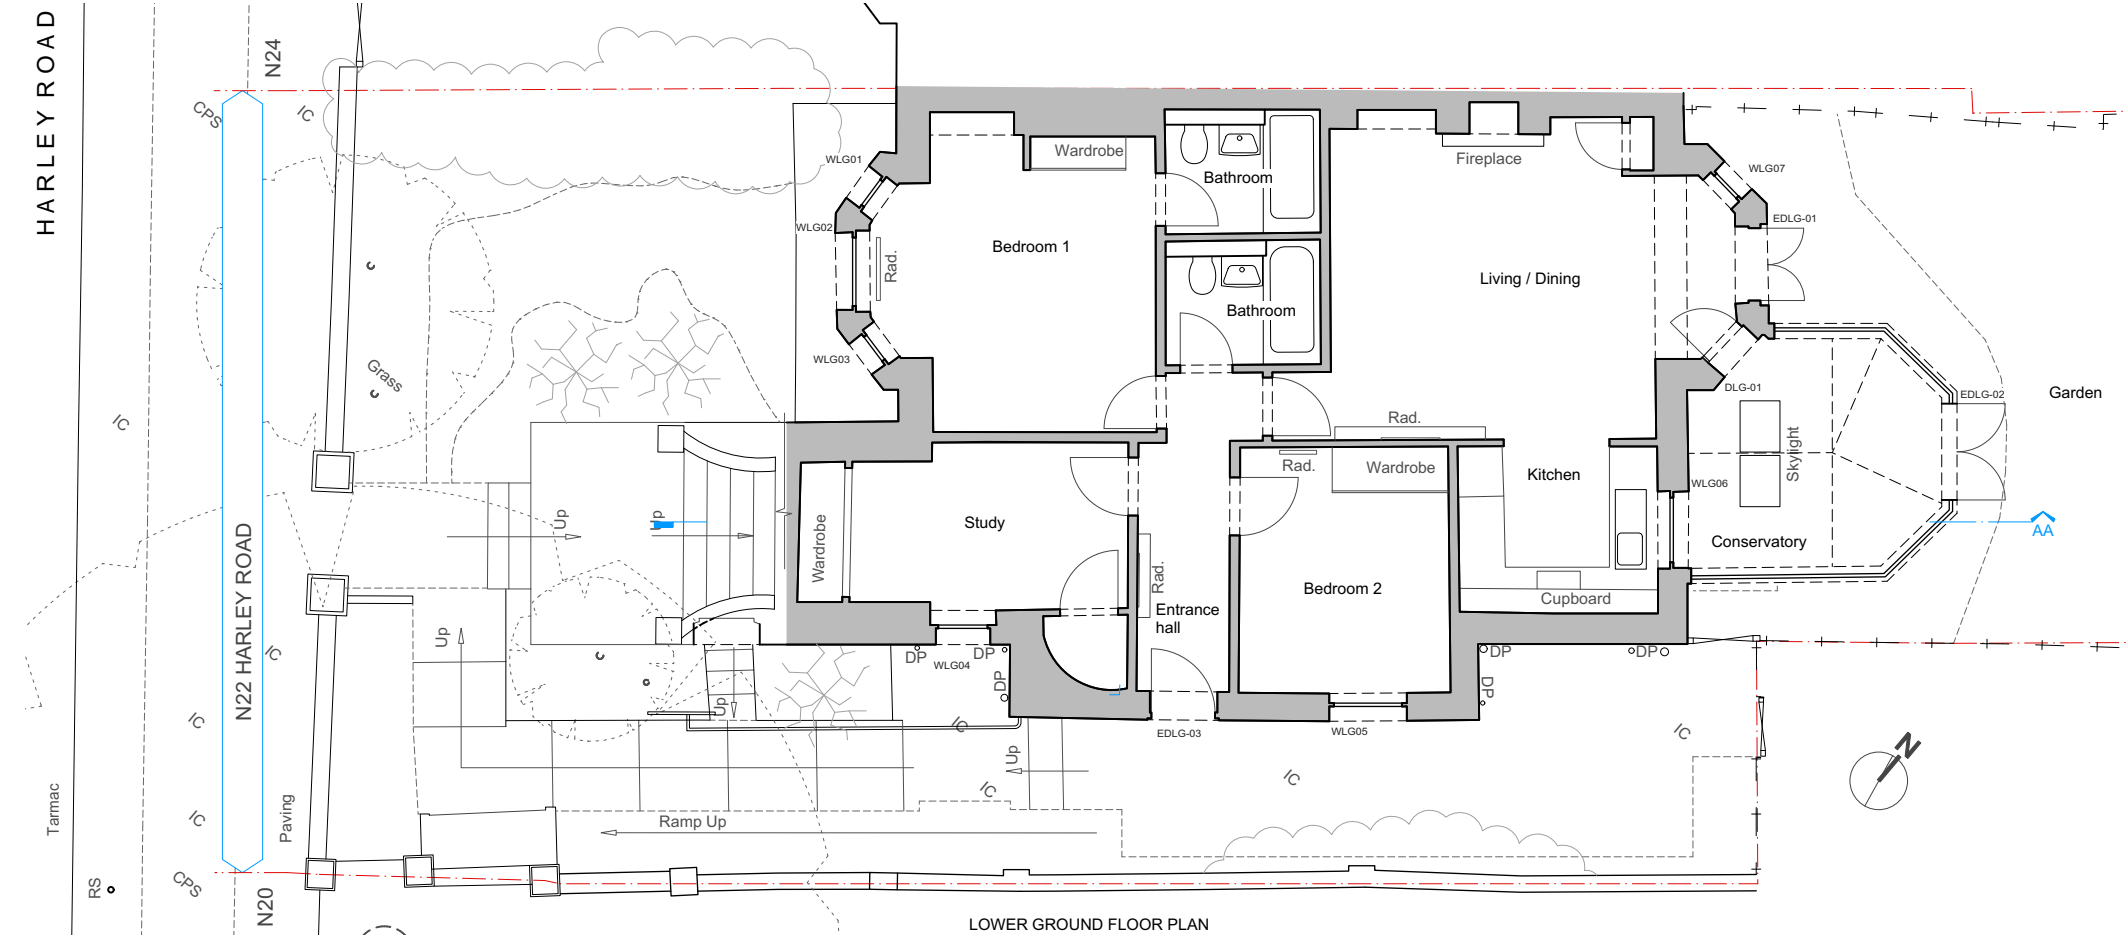 HARLEY ROAD
N24
CPS
IC
WLG01
Wardrobe
Bathroom
Fireplace
WLG07
WLG02
EDLG-01
Bedroom 1
Rad.
Living / Dining
Bathroom
WLG03
Grass
DLG-01
EDLG-02
Garden
IC
Rad.
Skylight
Rad.
Wardrobe
Kitchen
WLG06
Up
Up
Study
Wardrobe
AA
Conservatory
N22 HARLEY ROAD
Rad.
Bedroom 2
Cupboard
Entrance
hall
Up
IC
DP
DP
WLG04
DP
DP
DP
DP
Up
IC
IC
EDLG-03
WLG05
IC
N
Up
IC
IC
IC
Tarmac
Paving
Ramp Up
CPS
RS
N20
LOWER GROUND FLOOR PLAN